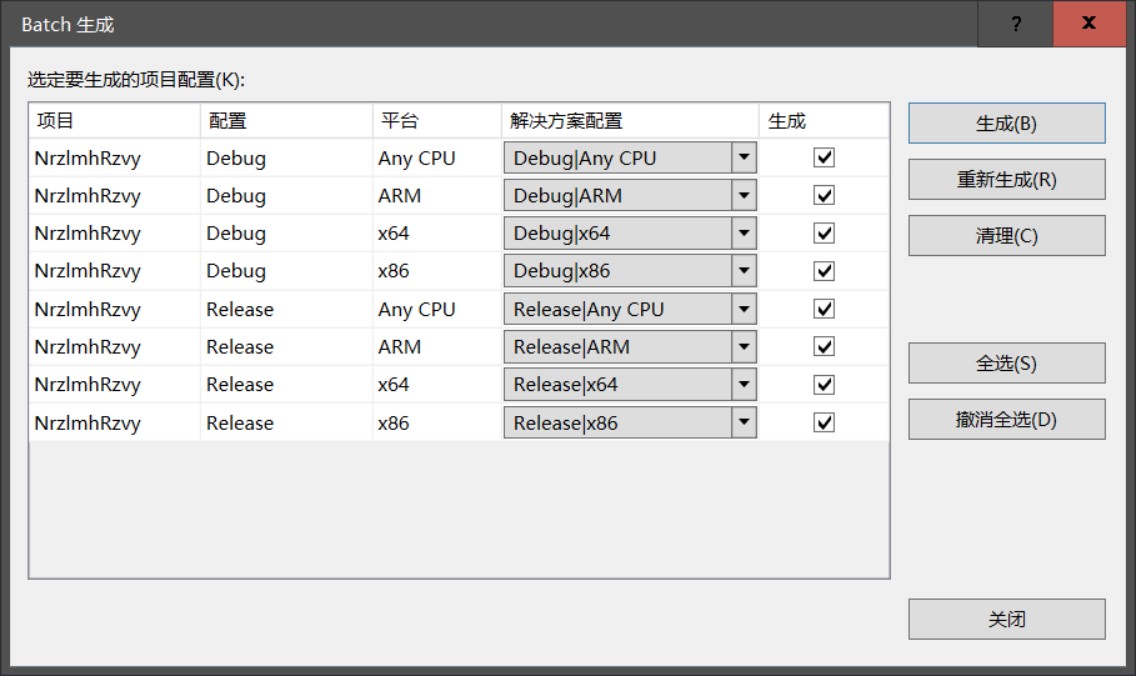 Batch 生成
选定要生成的项目配置(K):
项目 配置 平台 解决方案配置 生成
NrzlmhRzvy Debug Any CPU Debug|Any CPU
NrzlmhRzvy Debug ARM Debug|ARM
NrzlmhRzvy Debug x64 Debug|x64
NrzlmhRzvy Debug x86 Debug|x86
NrzlmhRzvy Release Any CPU Release|Any CPU
NrzlmhRzvy Release ARM Release|ARM
NrzlmhRzvy Release x64 Release|x64
NrzlmhRzvy Release x86 Release|x86
生成(B)
重新生成(R)
清理(C)
全选(S)
撤消全选(D)
关闭